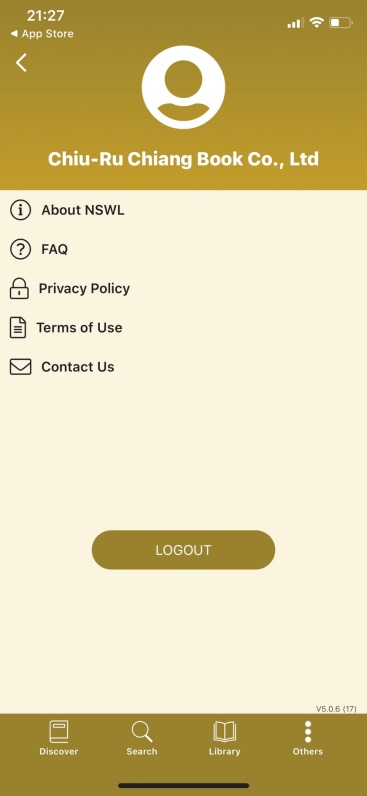 21:27
◀ App Store
Chiu-Ru Chiang Book Co., Ltd
About NSWL
FAQ
Privacy Policy
Terms of Use
Contact Us
LOGOUT
V5.0.6 (17)
Discover
Search
Library
Others